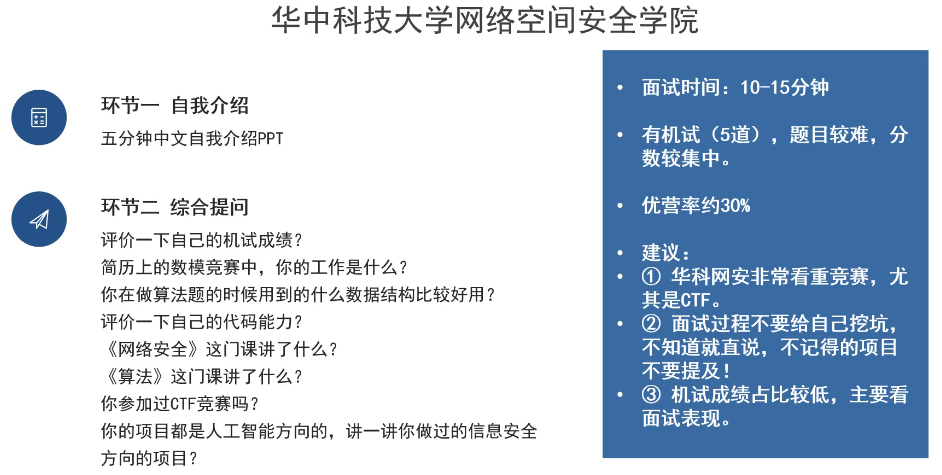 华中科技大学网络空间安全学院
环节一 自我介绍
五分钟中文自我介绍PPT
环节二 综合提问
评价一下自己的机试成绩？
简历上的数模竞赛中，你的工作是什么？
你在做算法题的时候用到的什么数据结构比较好用？
评价一下自己的代码能力？
《网络安全》这门课讲了什么？
《算法》这门课讲了什么？
你参加过CTF竞赛吗？
你的项目都是人工智能方向的，讲一讲你做过的信息安全
方向的项目？
• 面试时间：10-15分钟
• 有机试（5道），题目较难，分
数较集中。
• 优营率约30%
• 建议：
• ① 华科网安非常看重竞赛，尤
其是CTF。
• ② 面试过程不要给自己挖坑，
不知道就直说，不记得的项目
不要提及！
• ③ 机试成绩占比较低，主要看
面试表现。